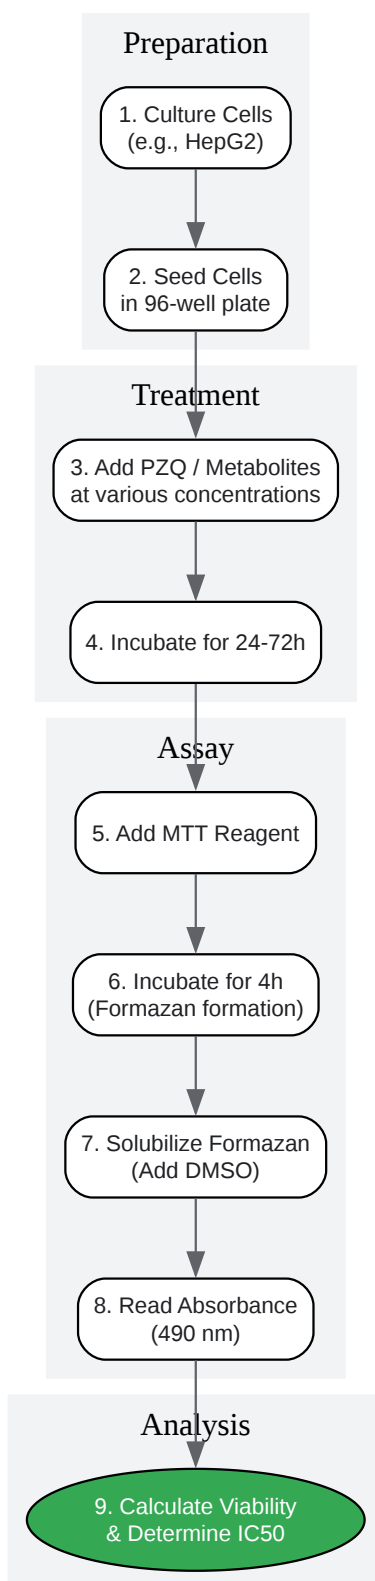 Preparation
1. Culture Cells
(e.g., HepG2)
2. Seed Cells
in 96-well plate
Treatment
3. Add PZQ / Metabolites
at various concentrations
4. Incubate for 24-72h
Assay
5. Add MTT Reagent
6. Incubate for 4h
(Formazan formation)
7. Solubilize Formazan
(Add DMSO)
8. Read Absorbance
(490 nm)
Analysis
9. Calculate Viability
& Determine IC50